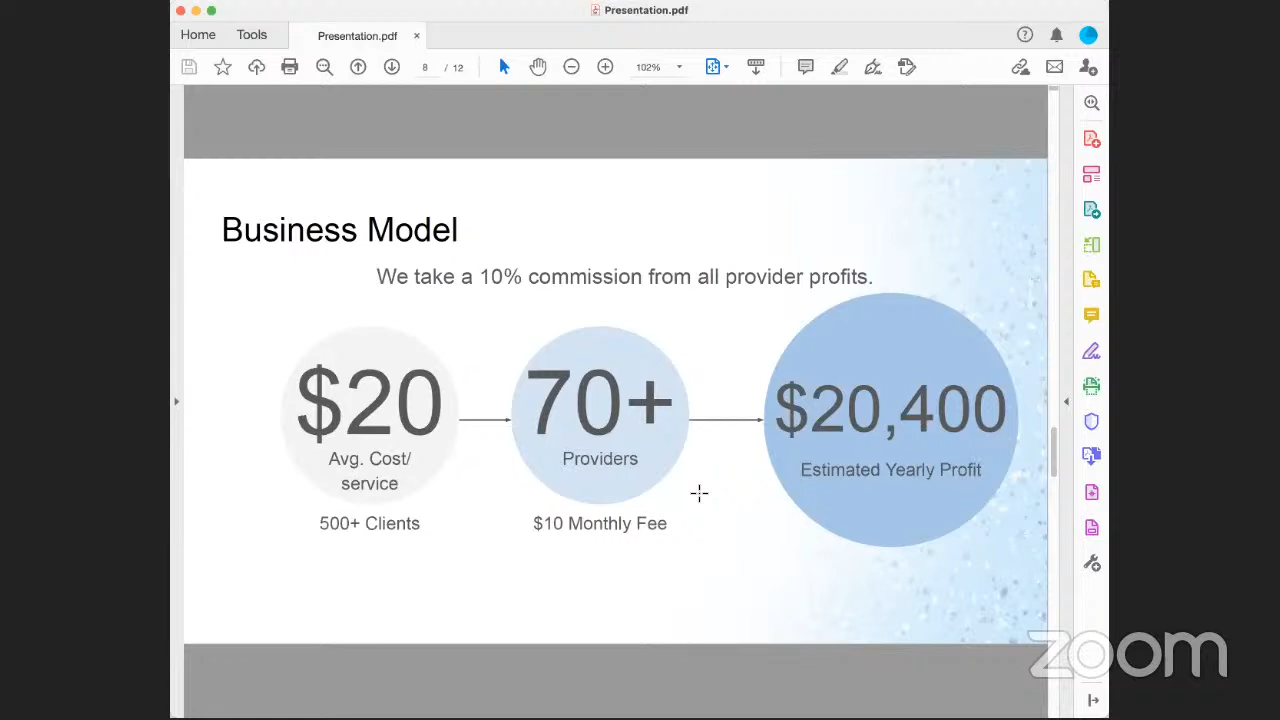 Presentation.pdf
Home
Tools
Presentation.pdf
8 / 12
102%
Business Model
We take a 10% commission from all provider profits.
$20
Avg. Cost/
service
500+ Clients
70+
Providers
$10 Monthly Fee
$20,400
Estimated Yearly Profit
zoom